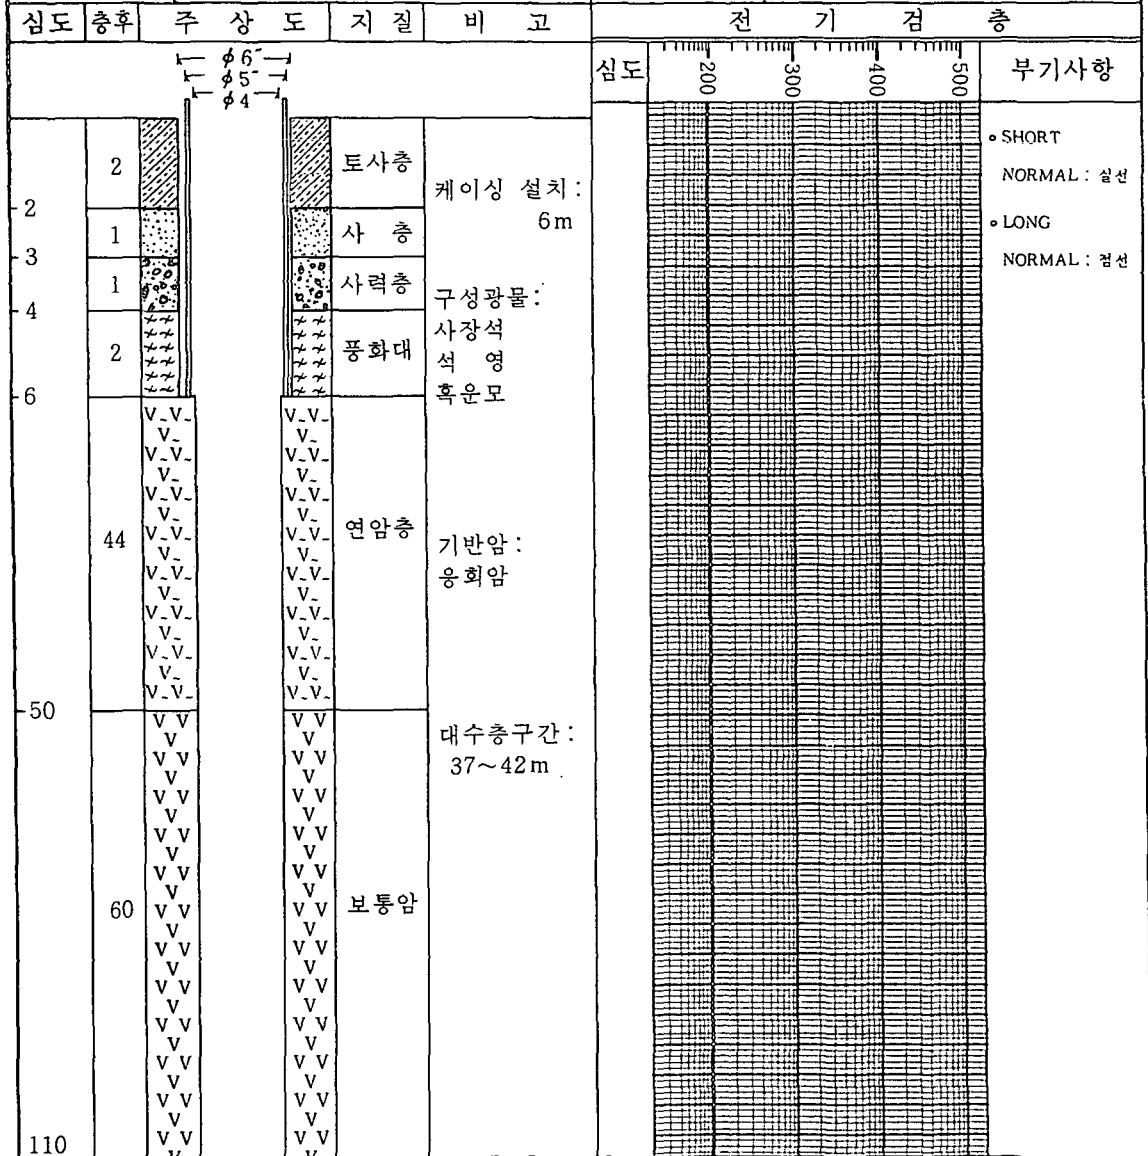 심도 층후 주 상 도 지 질 비 고 전 기 검 층
φ6″
φ5″
φ4
심도 200 300 400 500 부기사항
2 토사층
케이싱 설치:
6m
2
1 사 층
3
1 사력층
4
2 풍화대
6
구성광물:
사장석
석 영
흑운모
44 연암층
기반암:
응회암
50
대수층구간:
37~42m
60 보통암
110
∘ SHORT
NORMAL: 실선
∘ LONG
NORMAL: 점선